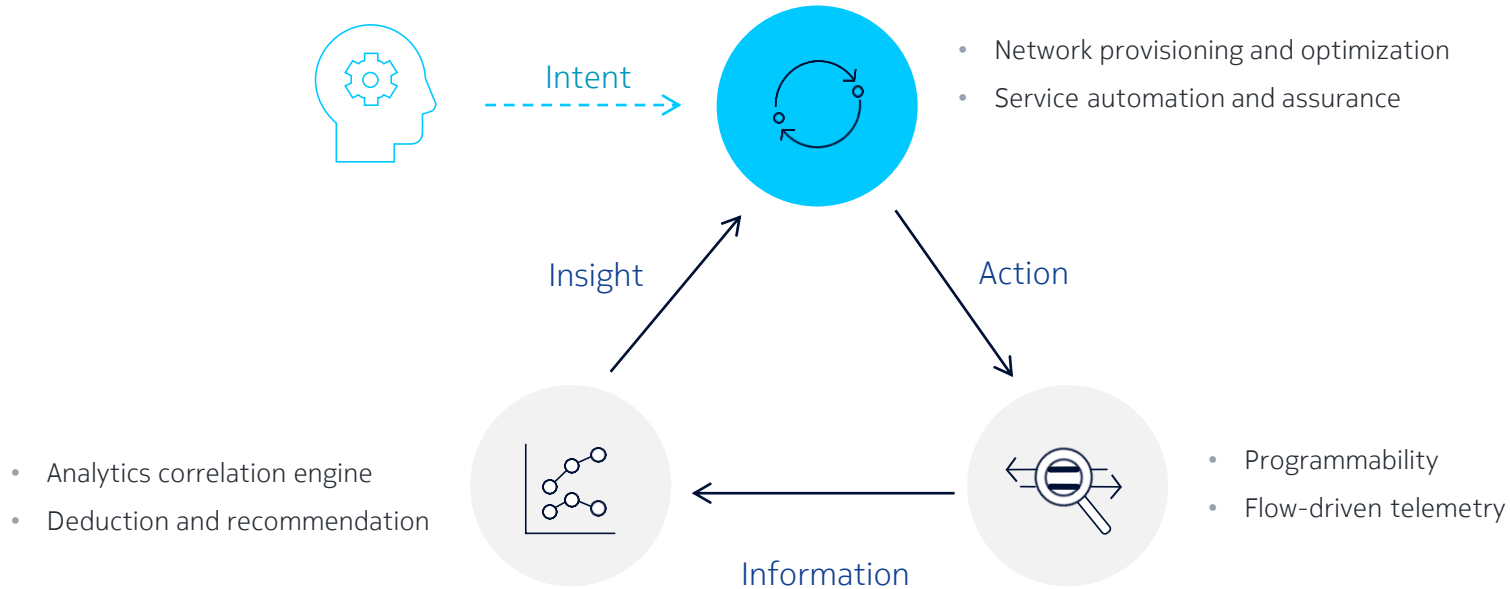 Intent
• Network provisioning and optimization
• Service automation and assurance
Insight
Action
• Analytics correlation engine
• Deduction and recommendation
• Programmability
• Flow-driven telemetry
Information